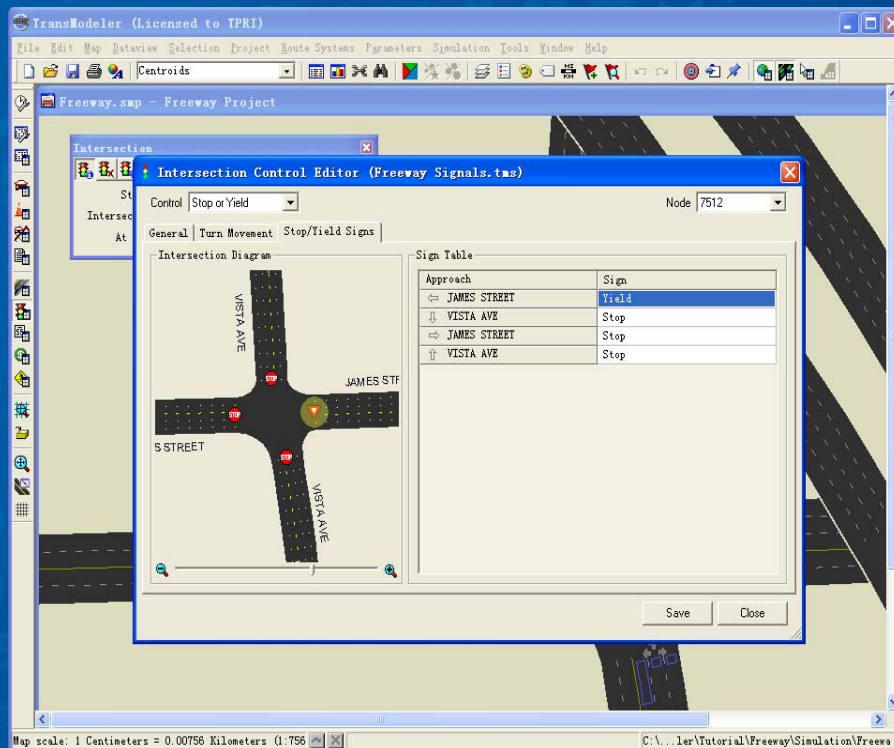 TransModeler (Licensed to TPRI)
File Edit Map Dataview Selection Project Route Systems Parameters Simulation Tools Window Help
Centroids
Freeway.smp - Freeway Project
Intersection
St
Intersec
At
Intersection Control Editor (Freeway Signals.tms)
Control Stop or Yield
Node 7512
General Turn Movement Stop/Yield Signs
Intersection Diagram
VISTA AVE
STOP
JAMES STR
STOP
S STREET
STOP
VISTA AVE
Sign Table
Approach Sign
⇦ JAMES STREET Yield
⇩ VISTA AVE Stop
⇨ JAMES STREET Stop
⇧ VISTA AVE Stop
Save Close
Map scale: 1 Centimeters = 0.00756 Kilometers (1:756
C:\...ler\Tutorial\Freeway\Simulation\Freewa